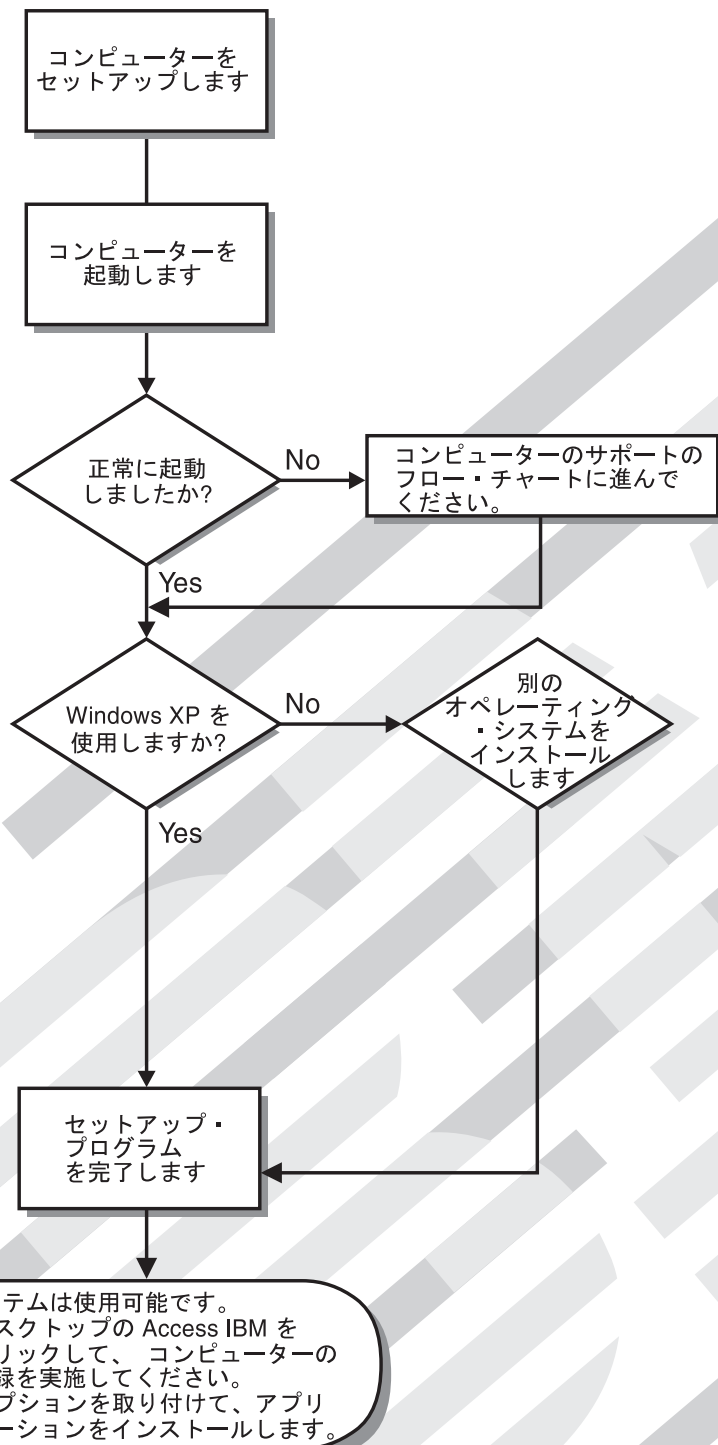 コンピューターを
セットアップします
コンピューターを
起動します
正常に起動
しましたか?
No
コンピューターのサポートの
フロー・チャートに進んで
ください。
Yes
Windows XP を
使用しますか?
No
別の
オペレーティング
・システムを
インストール
します
Yes
セットアップ・
プログラム
を完了します
テムは使用可能です。
スクトップの Access IBM を
リックして、 コンピューターの
録を実施してください。
プションを取り付けて、アプリ
ーションをインストールします。